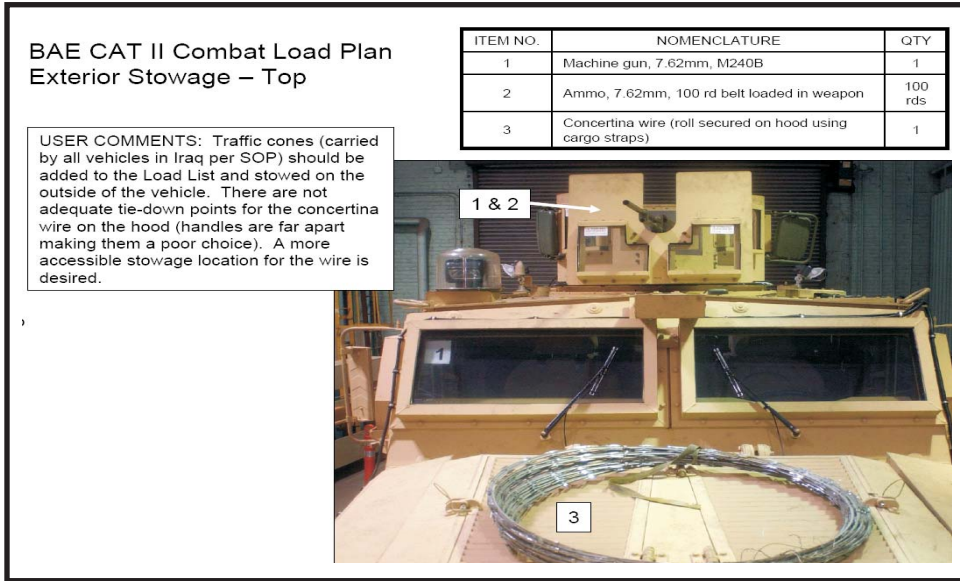 BAE CAT II Combat Load Plan
Exterior Stowage – Top
ITEM NO. NOMENCLATURE QTY
1 Machine gun, 7.62mm, M240B 1
2 Ammo, 7.62mm, 100 rd belt loaded in weapon 100 rds
3 Concertina wire (roll secured on hood using
cargo straps) 1
USER COMMENTS: Traffic cones (carried
by all vehicles in Iraq per SOP) should be
added to the Load List and stowed on the
outside of the vehicle. There are not
adequate tie-down points for the concertina
wire on the hood (handles are far apart
making them a poor choice). A more
accessible stowage location for the wire is
desired.
1 & 2
1
3